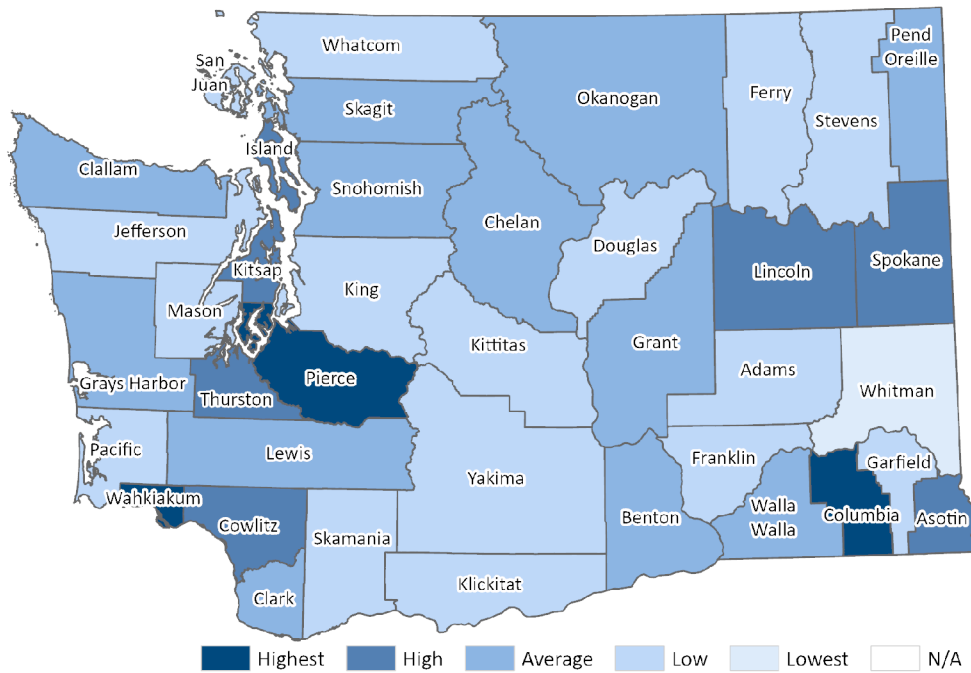 Whatcom
San
Juan
Skagit
Island
Snohomish
Clallam
Jefferson
Kitsap
King
Mason
Grays Harbor
Thurston
Pierce
Pacific
Lewis
Wahkiakum
Cowlitz
Skamania
Clark
Okanogan
Chelan
Douglas
Kittitas
Grant
Yakima
Klickitat
Benton
Ferry
Stevens
Pend
Oreille
Lincoln
Spokane
Adams
Whitman
Franklin
Walla
Walla
Columbia
Garfield
Asotin
Highest
High
Average
Low
Lowest
N/A